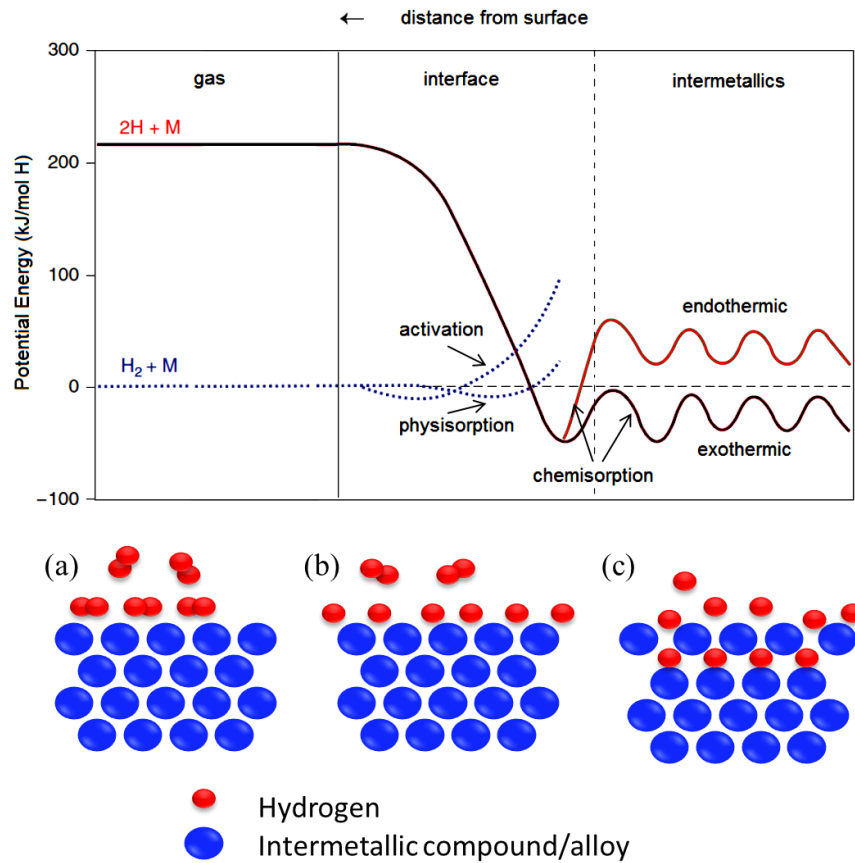 ← distance from surface
300
200
100
0
−100
Potential Energy (kJ/mol H)
gas
interface
intermetallics
2H + M
H₂ + M
activation
physisorption
chemisorption
endothermic
exothermic
(a)
(b)
(c)
Hydrogen
Intermetallic compound/alloy